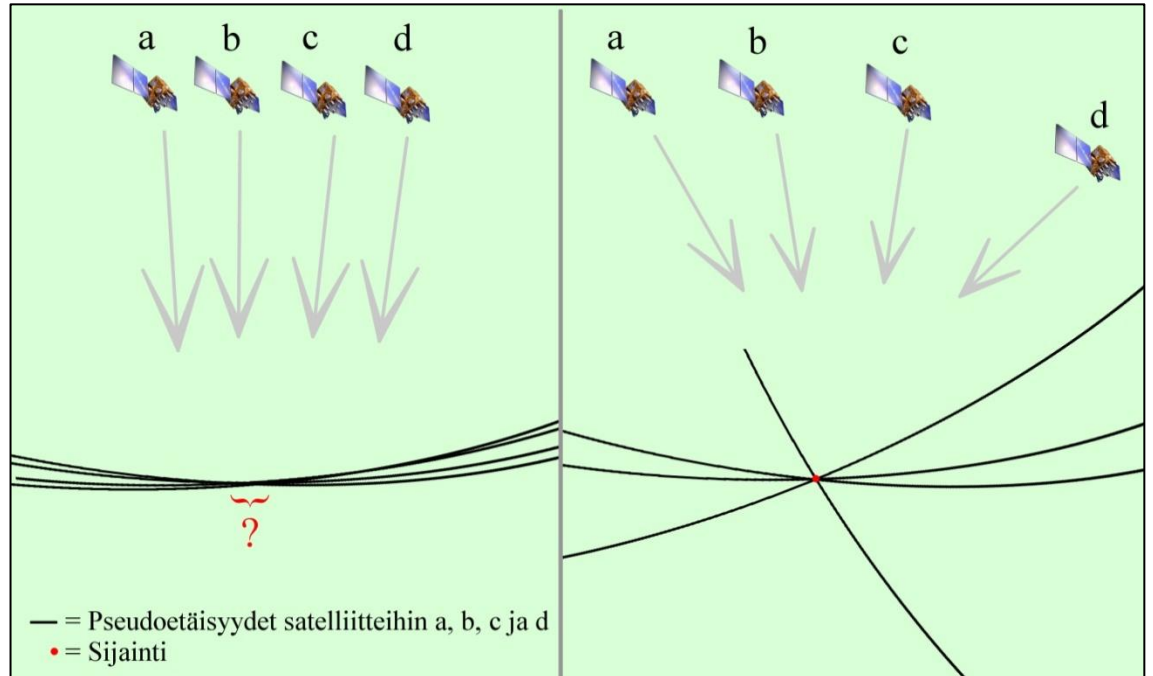 a b c d
a b c d
?
— = Pseudoetäisyydet satelliitteihin a, b, c ja d
• = Sijainti